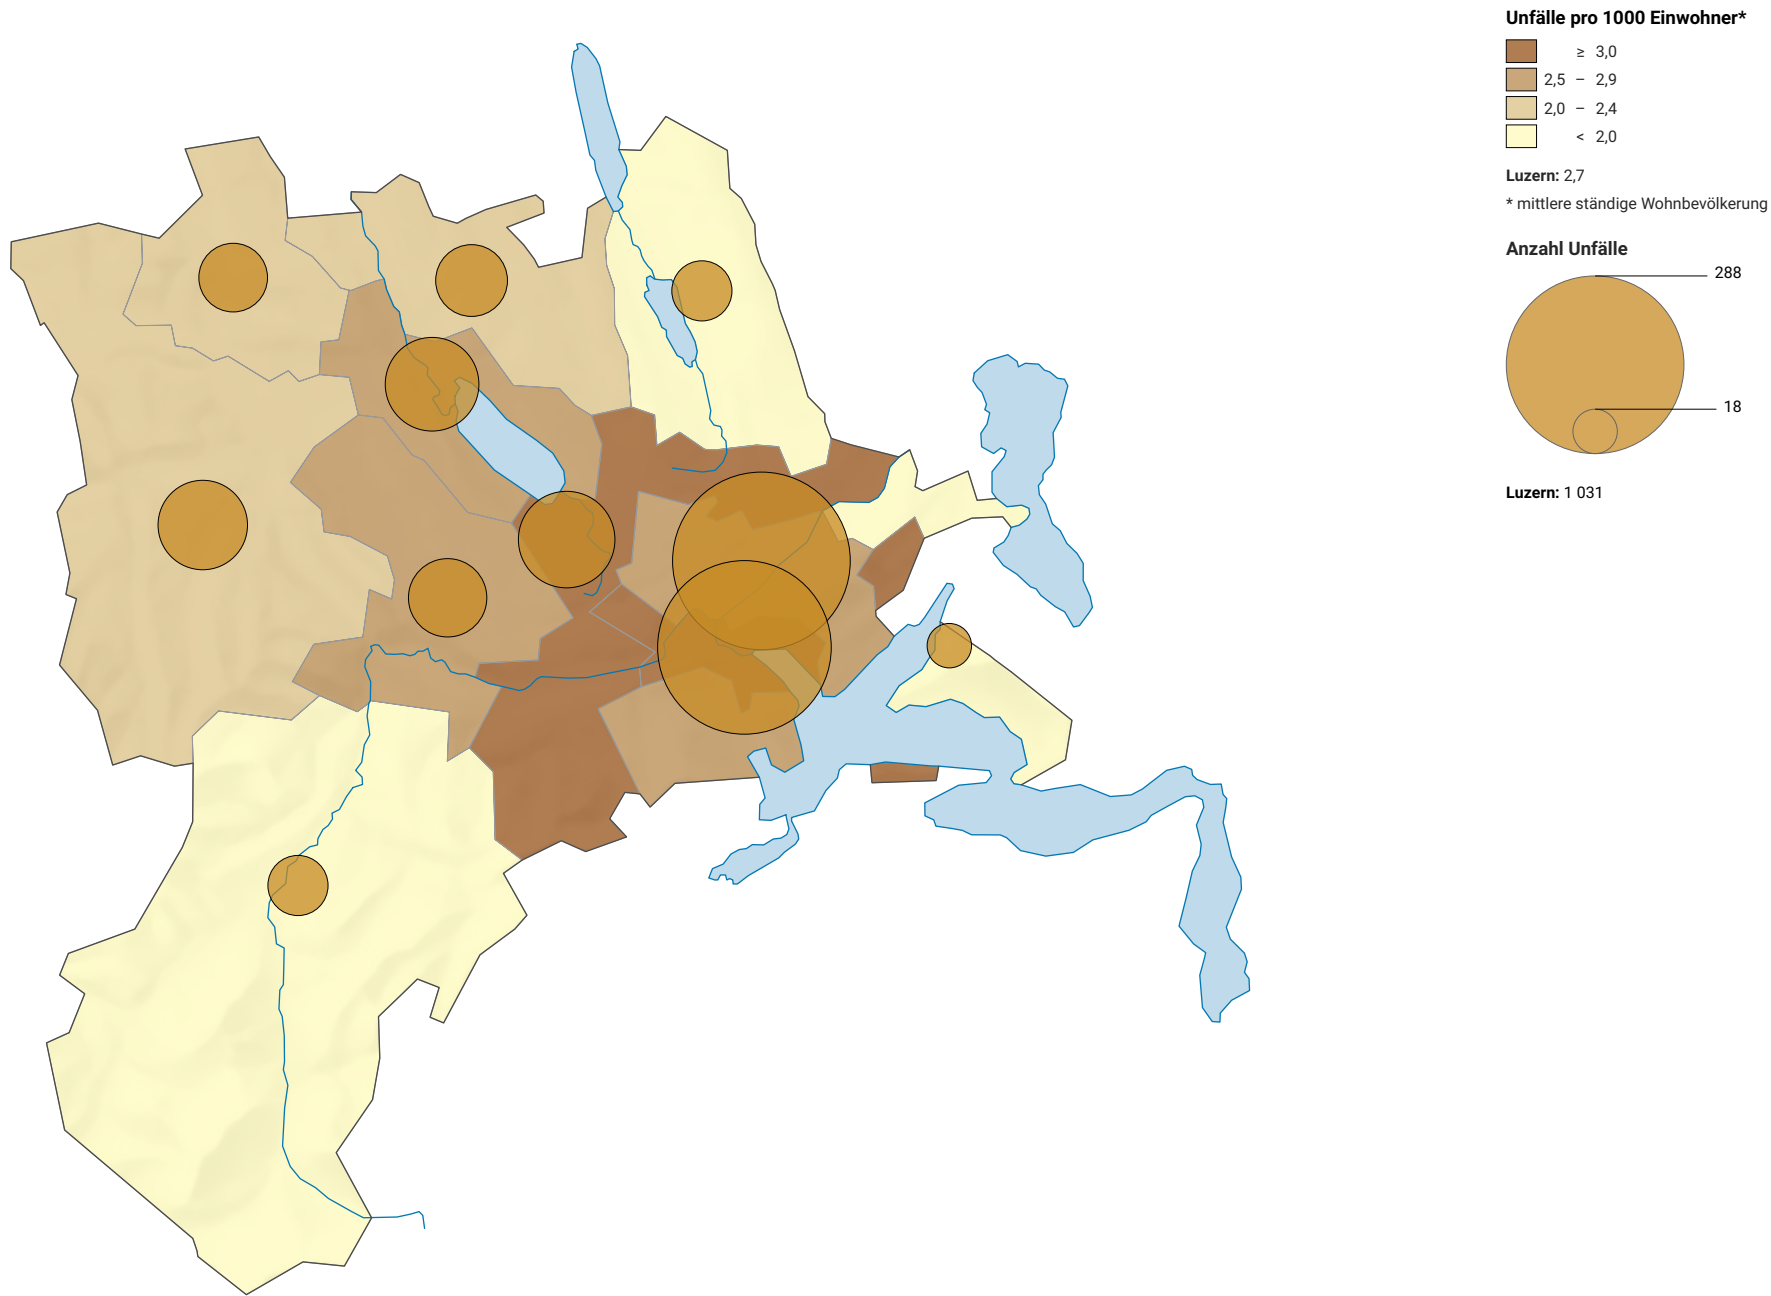 Unfälle pro 1000 Einwohner*
≥ 3,0
2,5 – 2,9
2,0 – 2,4
< 2,0
Luzern: 2,7
* mittlere ständige Wohnbevölkerung
Anzahl Unfälle
288
18
Luzern: 1 031